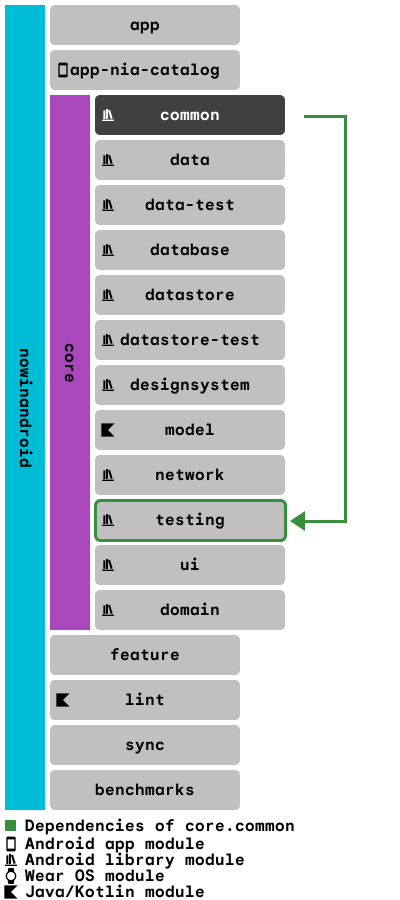 nowinandroid
app
app-nia-catalog
core
common
data
data-test
database
datastore
datastore-test
designsystem
model
network
testing
ui
domain
feature
lint
sync
benchmarks
Dependencies of core.common
Android app module
Android library module
Wear OS module
Java/Kotlin module